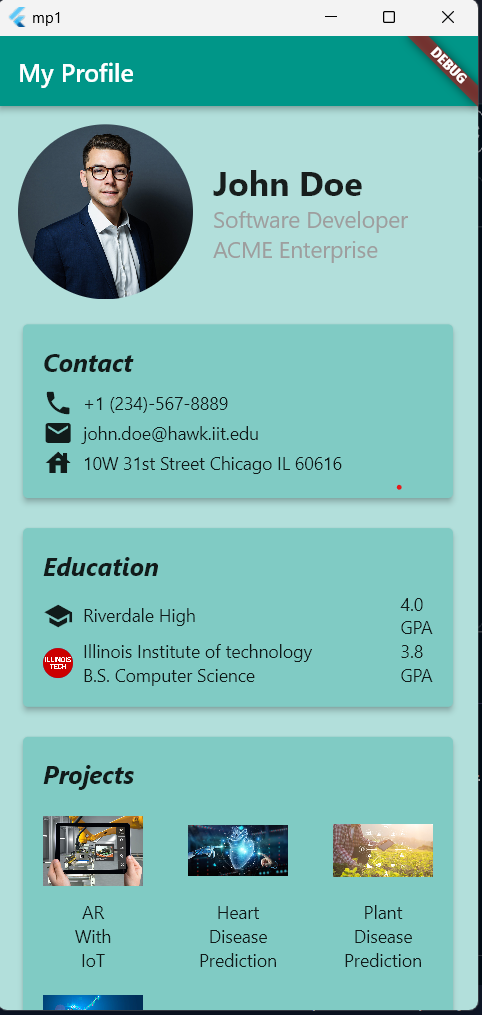 mp1
My Profile
DEBUG
John Doe
Software Developer
ACME Enterprise
Contact
+1 (234)-567-8889
john.doe@hawk.iit.edu
10W 31st Street Chicago IL 60616
Education
Riverdale High
4.0
GPA
ILLINOIS
TECH
Illinois Institute of technology
B.S. Computer Science
3.8
GPA
Projects
AR
With
IoT
Heart
Disease
Prediction
Plant
Disease
Prediction